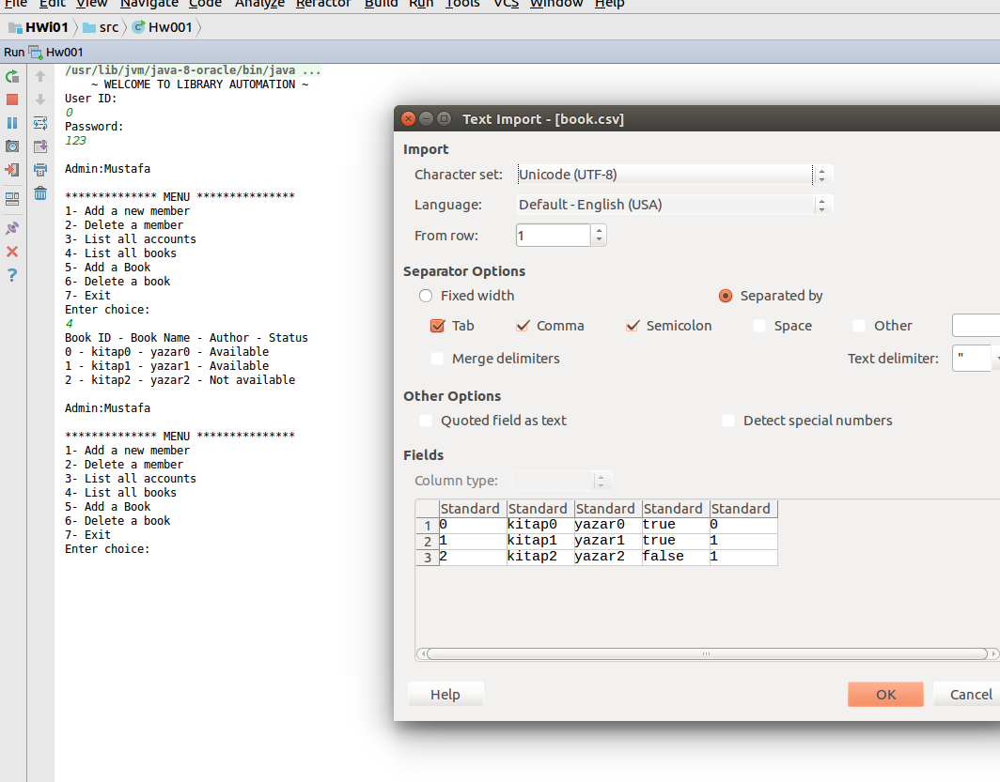 File Edit View Navigate Code Analyze Refactor Build Run Tools VCS Window Help
HWi01 src Hw001
Run Hw001
/usr/lib/jvm/java-8-oracle/bin/java ...
~ WELCOME TO LIBRARY AUTOMATION ~
User ID:
0
Password:
123
Admin:Mustafa
************** MENU ***************
1- Add a new member
2- Delete a member
3- List all accounts
4- List all books
5- Add a Book
6- Delete a book
7- Exit
Enter choice:
4
Book ID - Book Name - Author - Status
0 - kitap0 - yazar0 - Available
1 - kitap1 - yazar1 - Available
2 - kitap2 - yazar2 - Not available
Admin:Mustafa
************** MENU ***************
1- Add a new member
2- Delete a member
3- List all accounts
4- List all books
5- Add a Book
6- Delete a book
7- Exit
Enter choice:
Text Import - [book.csv]
Import
Character set: Unicode (UTF-8)
Language: Default - English (USA)
From row: 1
Separator Options
Fixed width Separated by
Tab Comma Semicolon Space Other
Merge delimiters Text delimiter: "
Other Options
Quoted field as text Detect special numbers
Fields
Column type:
Standard Standard Standard Standard Standard
1 0 kitap0 yazar0 true 0
2 1 kitap1 yazar1 true 1
3 2 kitap2 yazar2 false 1
Help OK Cancel